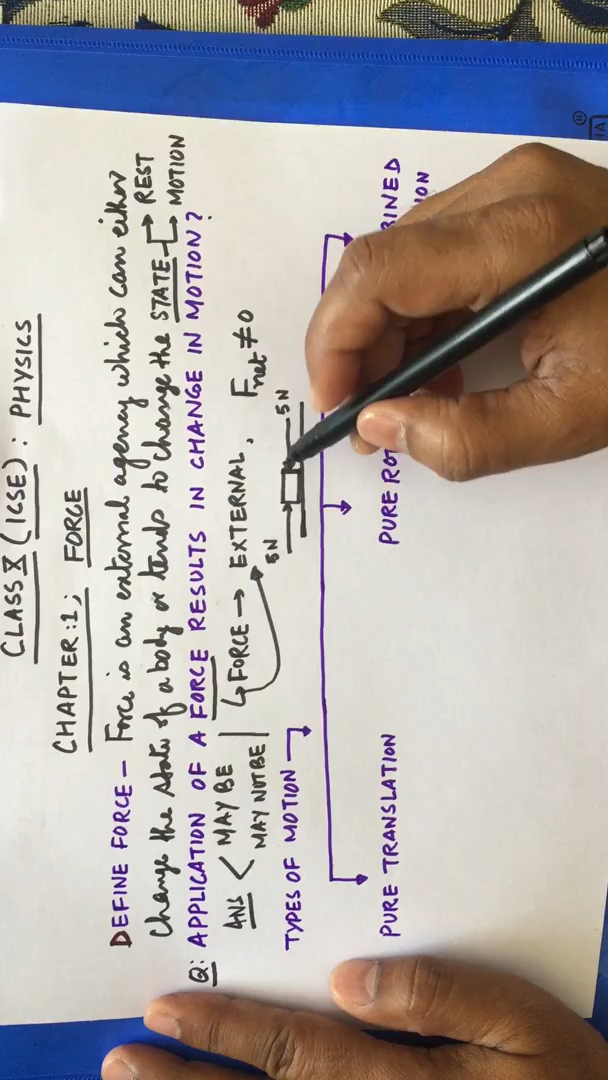 CLASS X (ICSE): PHYSICS
CHAPTER:1; FORCE
DEFINE FORCE- Force is an external agency which can either
change the state of a body or tends to change the STATE → REST
→ MOTION
Q: APPLICATION OF A FORCE RESULTS IN CHANGE IN MOTION?
ANS < MAY BE
MAY NOT BE
↳ FORCE → EXTERNAL, Fnet ≠ 0
5N 5N
TYPES OF MOTION
PURE TRANSLATION
PURE